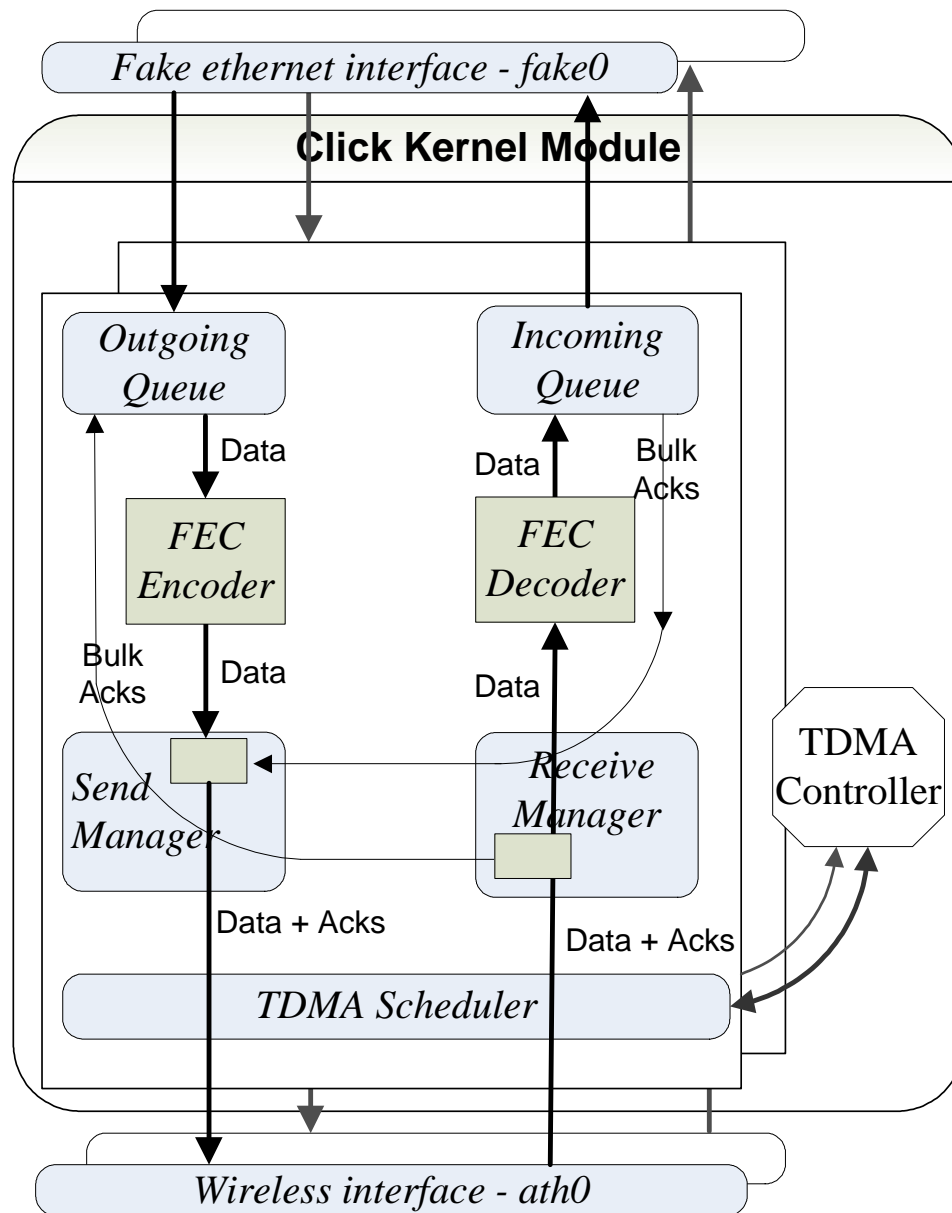 Fake ethernet interface - fake0
Click Kernel Module
Outgoing
Queue
Incoming
Queue
Data
Data
Bulk
Acks
FEC
Encoder
FEC
Decoder
Bulk
Acks
Data
Data
Send
Manager
Receive
Manager
TDMA
Controller
Data + Acks
Data + Acks
TDMA Scheduler
Wireless interface - ath0